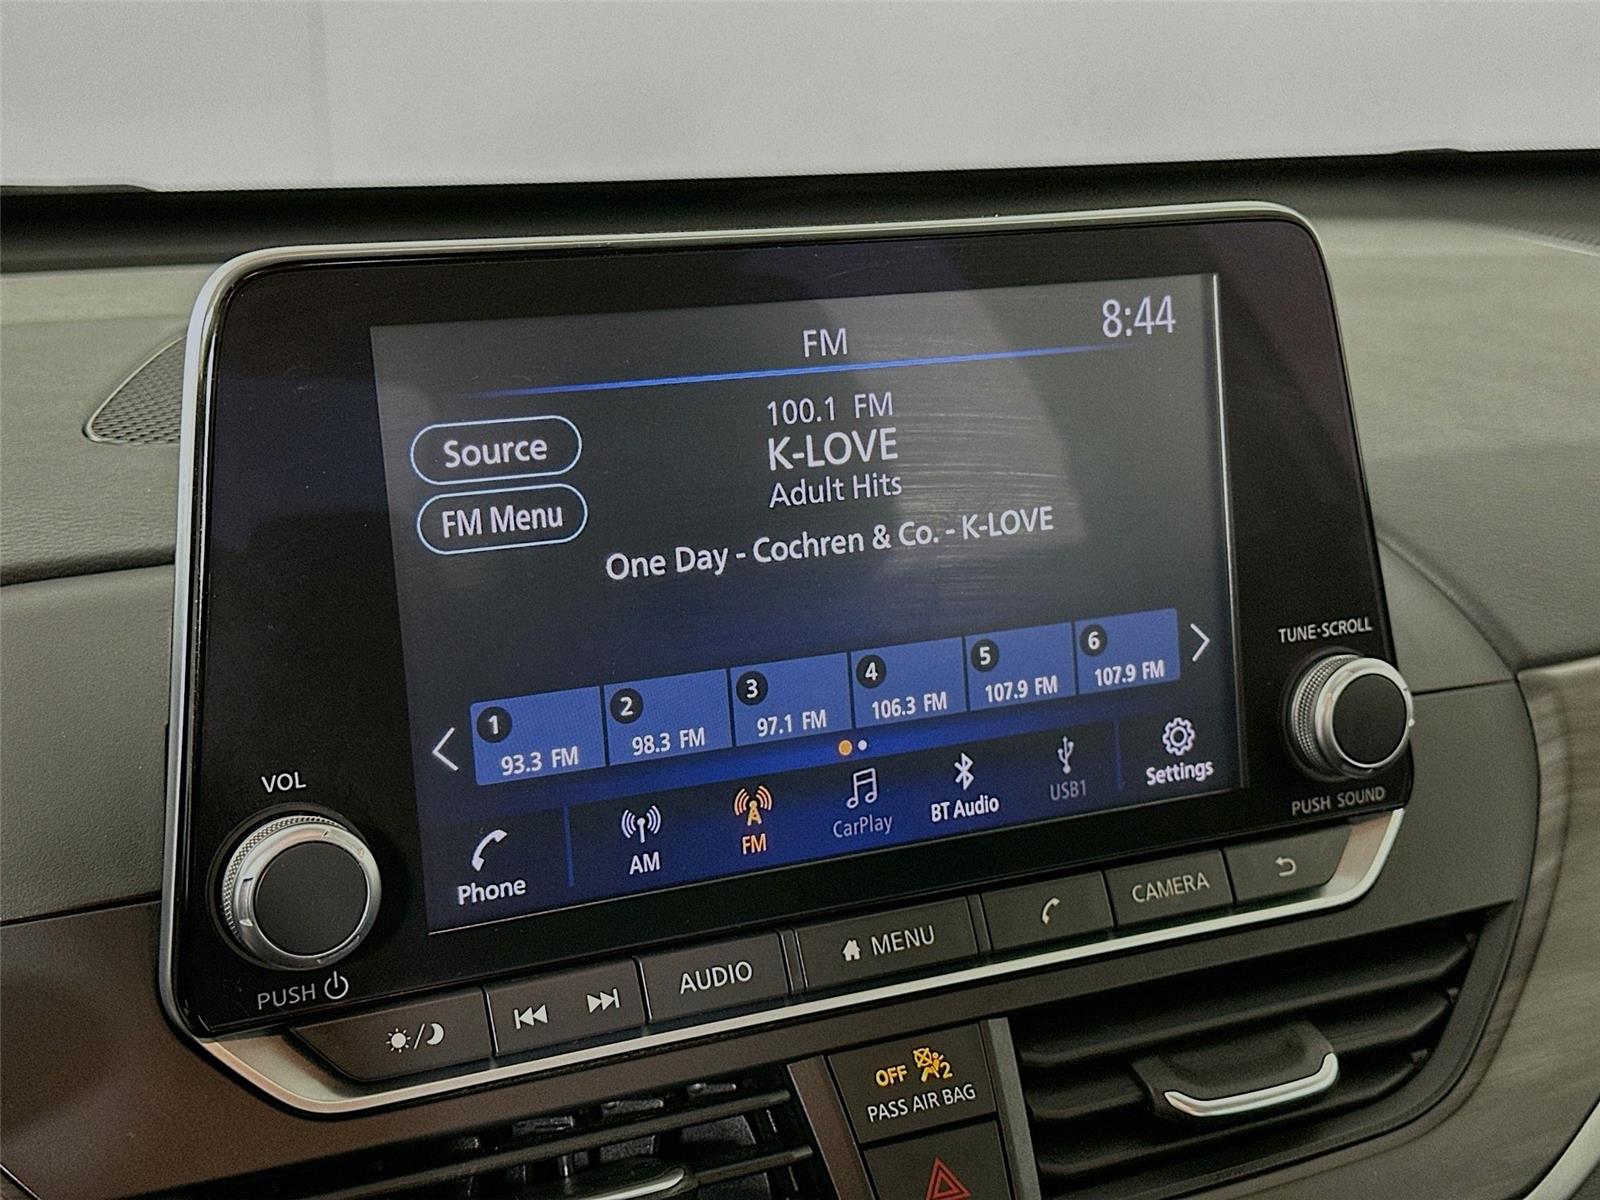 FM
8:44
100.1 FM
K-LOVE
Adult Hits
One Day - Cochren & Co. - K-LOVE
Source
FM Menu
1
93.3 FM
2
98.3 FM
3
97.1 FM
4
106.3 FM
5
107.9 FM
6
107.9 FM
Phone
AM
FM
CarPlay
BT Audio
USB1
Settings
VOL
PUSH
TUNE·SCROLL
PUSH SOUND
AUDIO
MENU
CAMERA
OFF 2
PASS AIR BAG